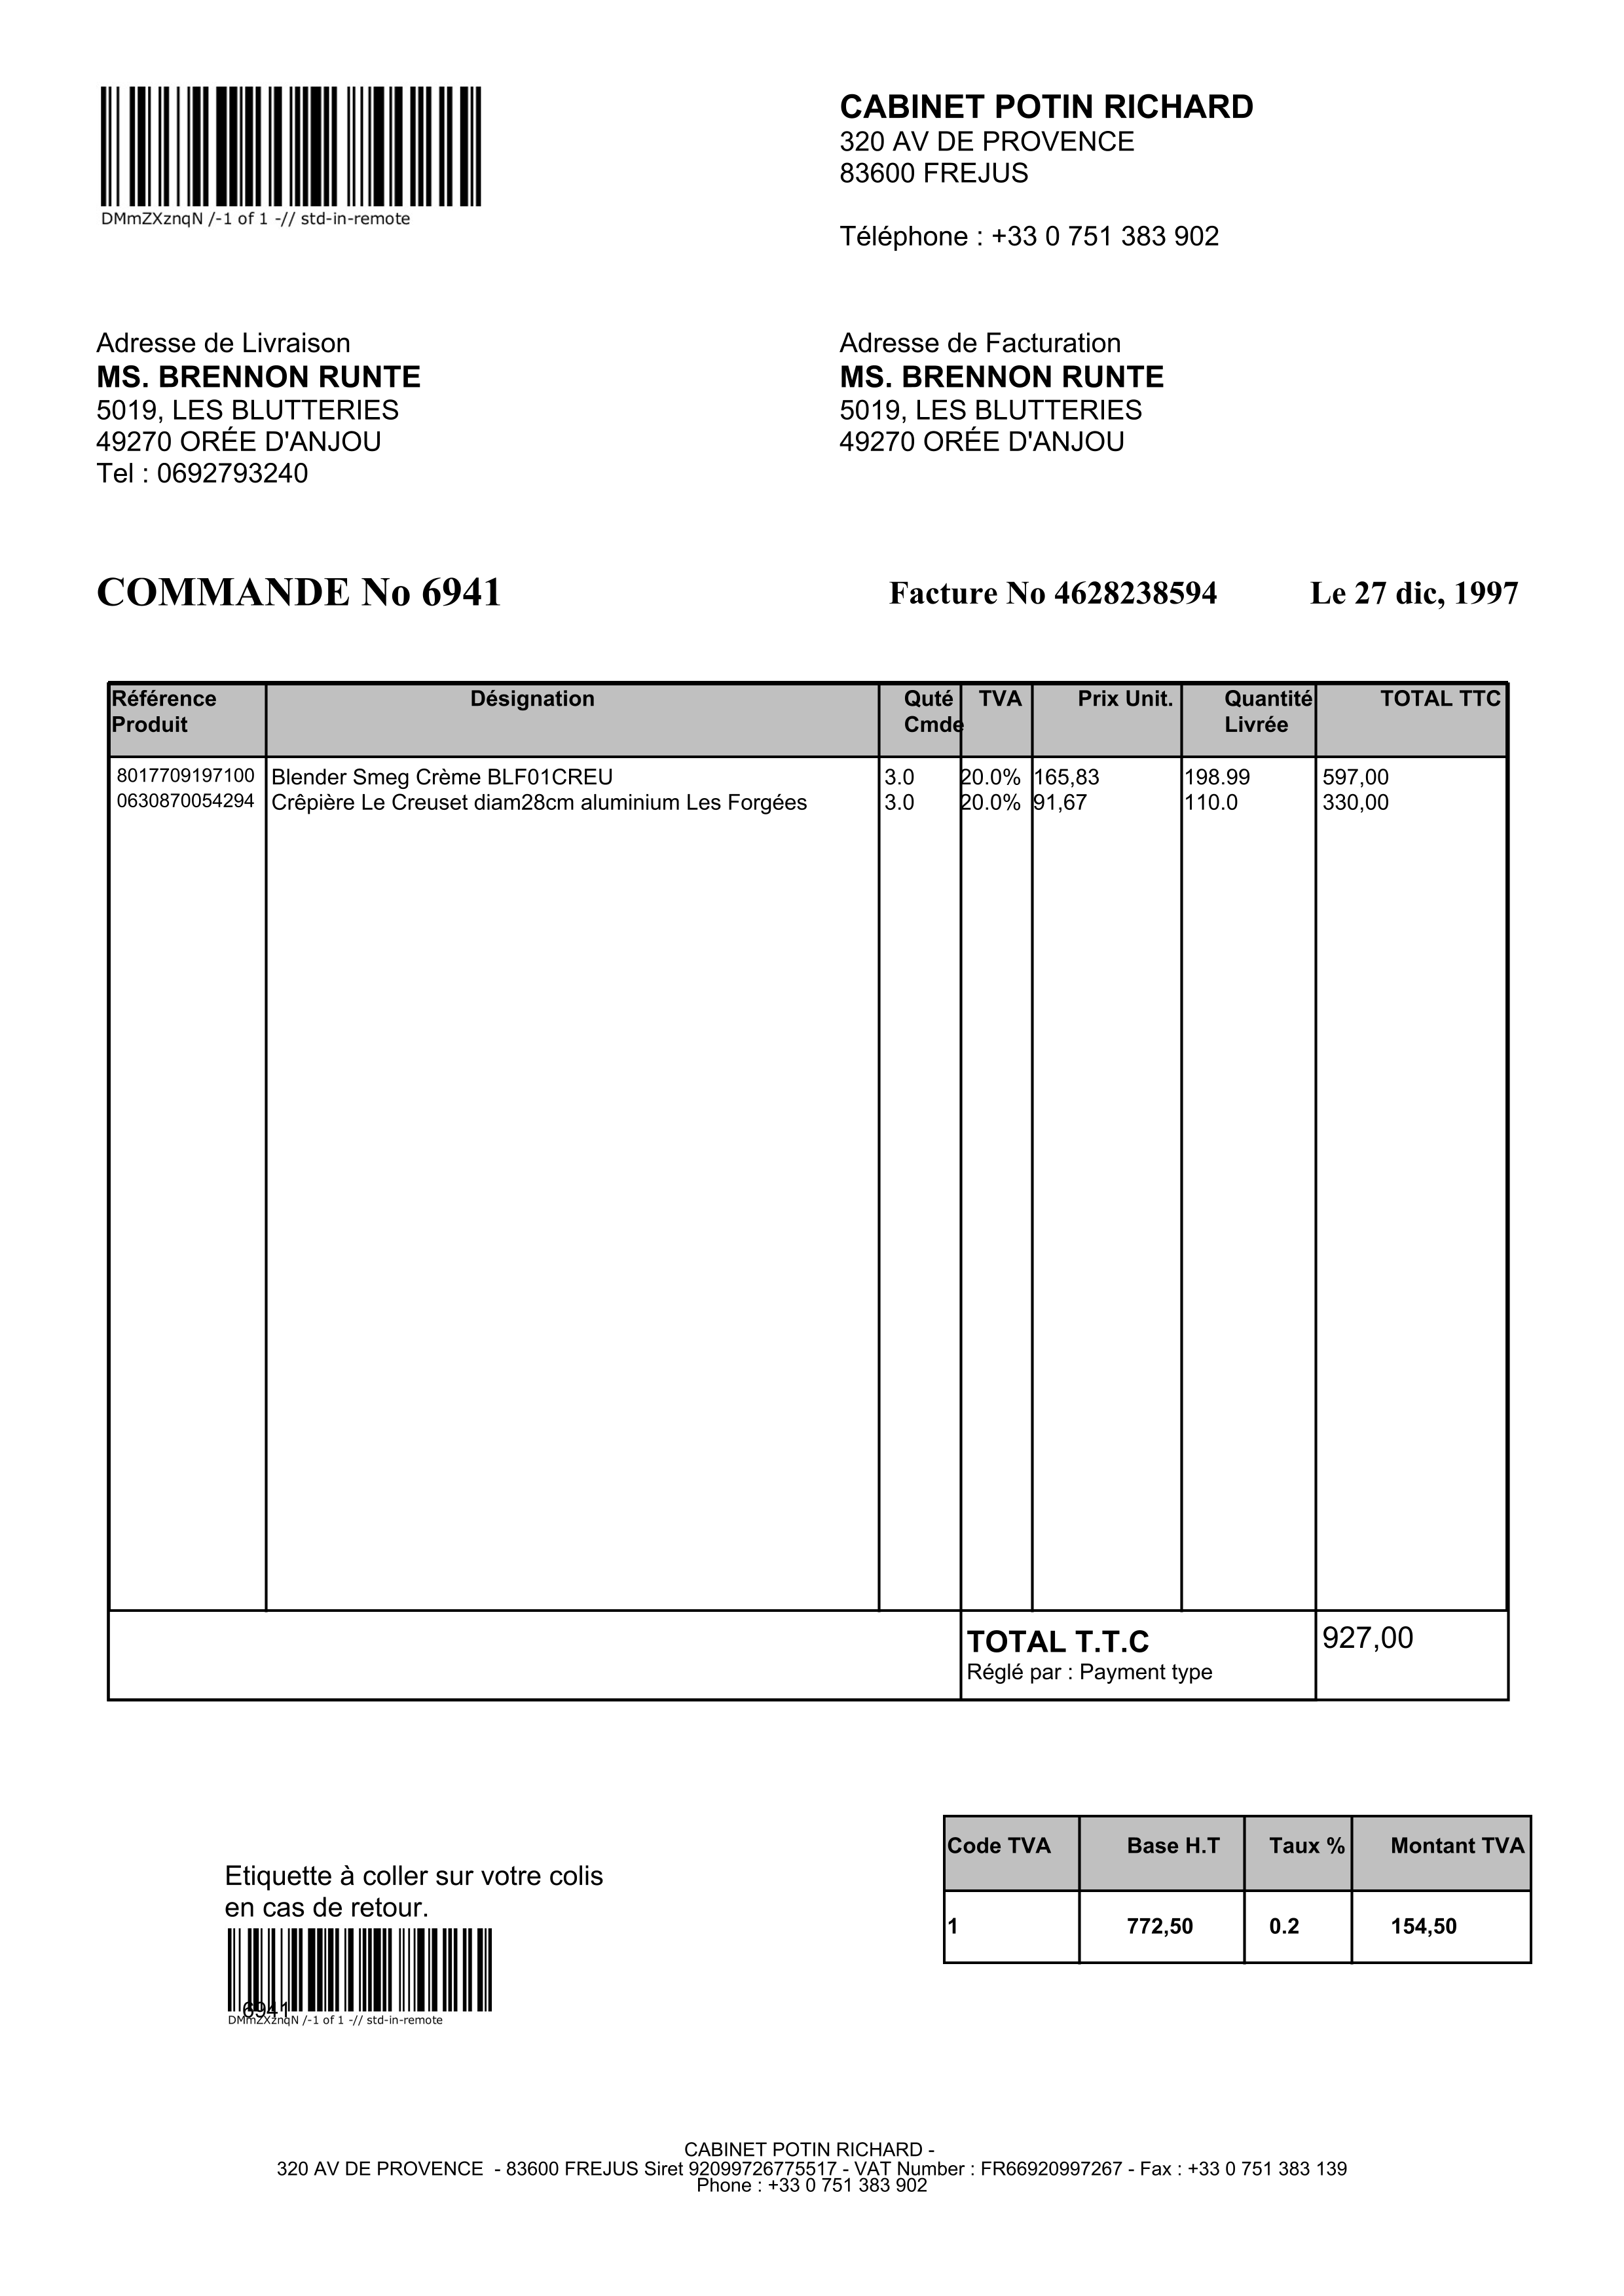 DMmZXznqN /-1 of 1 -// std-in-remote
CABINET POTIN RICHARD
320 AV DE PROVENCE
83600 FREJUS
Téléphone : +33 0 751 383 902
Adresse de Livraison
MS. BRENNON RUNTE
5019, LES BLUTTERIES
49270 ORÉE D'ANJOU
Tel : 0692793240
Adresse de Facturation
MS. BRENNON RUNTE
5019, LES BLUTTERIES
49270 ORÉE D'ANJOU
COMMANDE No 6941 Facture No 4628238594 Le 27 dic, 1997
Référence Désignation Quté TVA Prix Unit. Quantité TOTAL TTC
Produit Cmde Livrée
8017709197100 Blender Smeg Crème BLF01CREU 3.0 20.0% 165,83 198.99 597,00
0630870054294 Crêpière Le Creuset diam28cm aluminium Les Forgées 3.0 20.0% 91,67 110.0 330,00
TOTAL T.T.C 927,00
Réglé par : Payment type
Code TVA Base H.T Taux % Montant TVA
1 772,50 0.2 154,50
Etiquette à coller sur votre colis
en cas de retour.
6941
DMmZXznqN /-1 of 1 -// std-in-remote
CABINET POTIN RICHARD -
320 AV DE PROVENCE - 83600 FREJUS Siret 92099726775517 - VAT Number : FR66920997267 - Fax : +33 0 751 383 139
Phone : +33 0 751 383 902